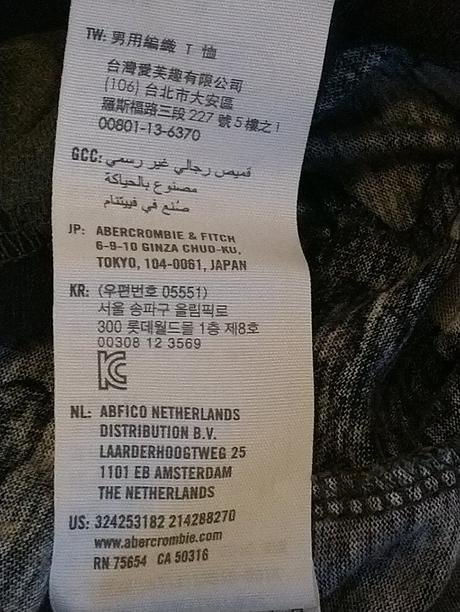 TW: 男用編織 T 恤
台灣愛芙趣有限公司
(106) 台北市大安區
羅斯福路三段 227 號 5 樓之 1
00801-13-6370
GCC: قميص رجالي غير رسمي
مصنوع بالحياكة
صُنع في فييتنام
JP: ABERCROMBIE & FITCH
6-9-10 GINZA CHUO-KU,
TOKYO, 104-0061, JAPAN
KR: (우편번호 05551)
서울 송파구 올림픽로
300 롯데월드몰 1층 제8호
00308 12 3569
KC
NL: ABFICO NETHERLANDS
DISTRIBUTION B.V.
LAARDERHOOGTWEG 25
1101 EB AMSTERDAM
THE NETHERLANDS
US: 324253182 214288270
www.abercrombie.com
RN 75654 CA 50316